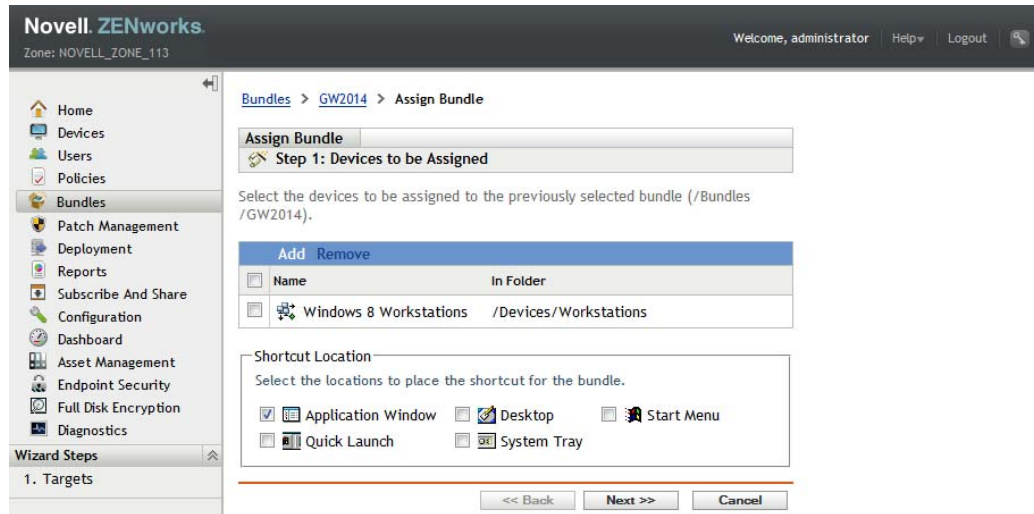 Novell. ZENworks.
Zone: NOVELL_ZONE_113
Welcome, administrator Help Logout
Home
Devices
Users
Policies
Bundles
Patch Management
Deployment
Reports
Subscribe And Share
Configuration
Dashboard
Asset Management
Endpoint Security
Full Disk Encryption
Diagnostics
Wizard Steps
1. Targets
Bundles > GW2014 > Assign Bundle
Assign Bundle
Step 1: Devices to be Assigned
Select the devices to be assigned to the previously selected bundle (/Bundles
/GW2014).
Add Remove
Name In Folder
Windows 8 Workstations /Devices/Workstations
Shortcut Location
Select the locations to place the shortcut for the bundle.
Application Window Desktop Start Menu
Quick Launch System Tray
<< Back Next >> Cancel